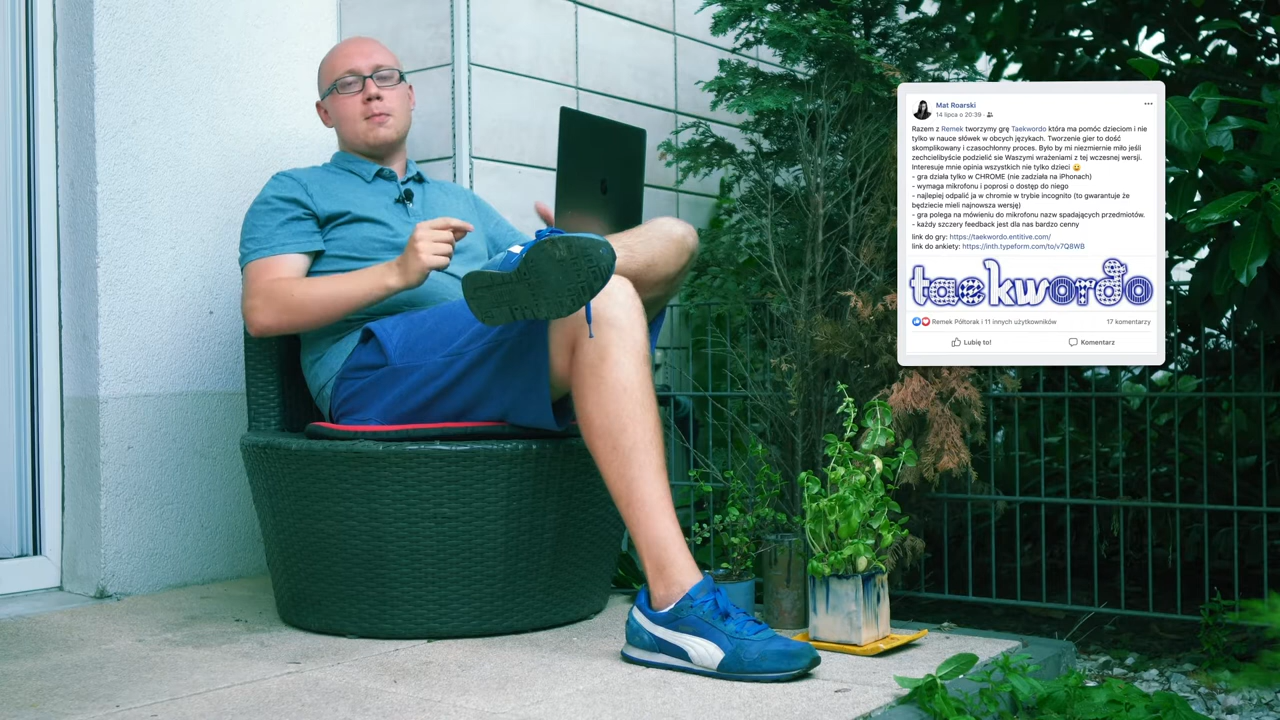 Mat Roarski
14 lipca o 20:39 ·
Razem z Remek tworzymy grę Taekwordo która ma pomóc dzieciom i nie
tylko w nauce słówek w obcych językach. Tworzenie gier to dość
skomplikowany i czasochłonny proces. Było by mi niezmiernie miło jeśli
zechcielibyście podzielić sie Waszymi wrażeniami z tej wczesnej wersji.
Interesuje mnie opinia wszystkich nie tylko dzieci 😀
- gra działa tylko w CHROME (nie zadziała na iPhonach)
- wymaga mikrofonu i poprosi o dostęp do niego
- najlepiej odpalić ja w chromie w trybie incognito (to gwarantuje że
będziecie mieli najnowsza wersję)
- gra polega na mówieniu do mikrofonu nazw spadających przedmiotów.
- każdy szczery feedback jest dla nas bardzo cenny
link do gry: https://taekwordo.entitive.com/
link do ankiety: https://inth.typeform.com/to/v7Q8WB
taekwordo
Remek Półtorak i 11 innych użytkowników 17 komentarzy
Lubię to! Komentarz